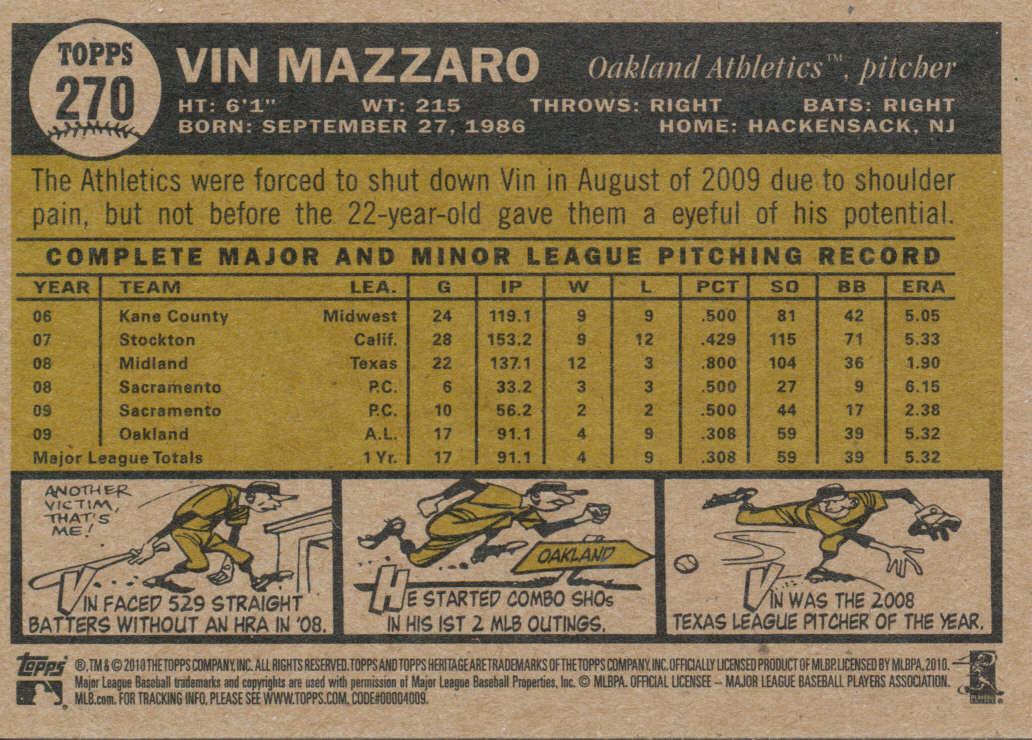 TOPPS
270
VIN MAZZARO
Oakland Athletics™, pitcher
HT: 6'1" WT: 215 THROWS: RIGHT BATS: RIGHT
BORN: SEPTEMBER 27, 1986 HOME: HACKENSACK, NJ
The Athletics were forced to shut down Vin in August of 2009 due to shoulder
pain, but not before the 22-year-old gave them a eyeful of his potential.
COMPLETE MAJOR AND MINOR LEAGUE PITCHING RECORD
YEAR TEAM LEA. G IP W L PCT SO BB ERA
06 Kane County Midwest 24 119.1 9 9 .500 81 42 5.05
07 Stockton Calif. 28 153.2 9 12 .429 115 71 5.33
08 Midland Texas 22 137.1 12 3 .800 104 36 1.90
08 Sacramento P.C. 6 33.2 3 3 .500 27 9 6.15
09 Sacramento P.C. 10 56.2 2 2 .500 44 17 2.38
09 Oakland A.L. 17 91.1 4 9 .308 59 39 5.32
Major League Totals 1 Yr. 17 91.1 4 9 .308 59 39 5.32
ANOTHER
VICTIM,
THAT'S
ME!
VIN FACED 529 STRAIGHT
BATTERS WITHOUT AN HRA IN '08.
OAKLAND
HE STARTED COMBO SHOs
IN HIS 1ST 2 MLB OUTINGS.
VIN WAS THE 2008
TEXAS LEAGUE PITCHER OF THE YEAR.
Topps ®, TM & © 2010 THE TOPPS COMPANY, INC. ALL RIGHTS RESERVED. TOPPS AND TOPPS HERITAGE ARE TRADEMARKS OF THE TOPPS COMPANY, INC. OFFICIALLY LICENSED PRODUCT OF MLBP. LICENSED BY MLBPA, 2010.
Major League Baseball trademarks and copyrights are used with permission of Major League Baseball Properties, Inc. © MLBPA. OFFICIAL LICENSEE – MAJOR LEAGUE BASEBALL PLAYERS ASSOCIATION.
MLB.com. FOR TRACKING INFO, PLEASE SEE WWW.TOPPS.COM, CODE#00004009.